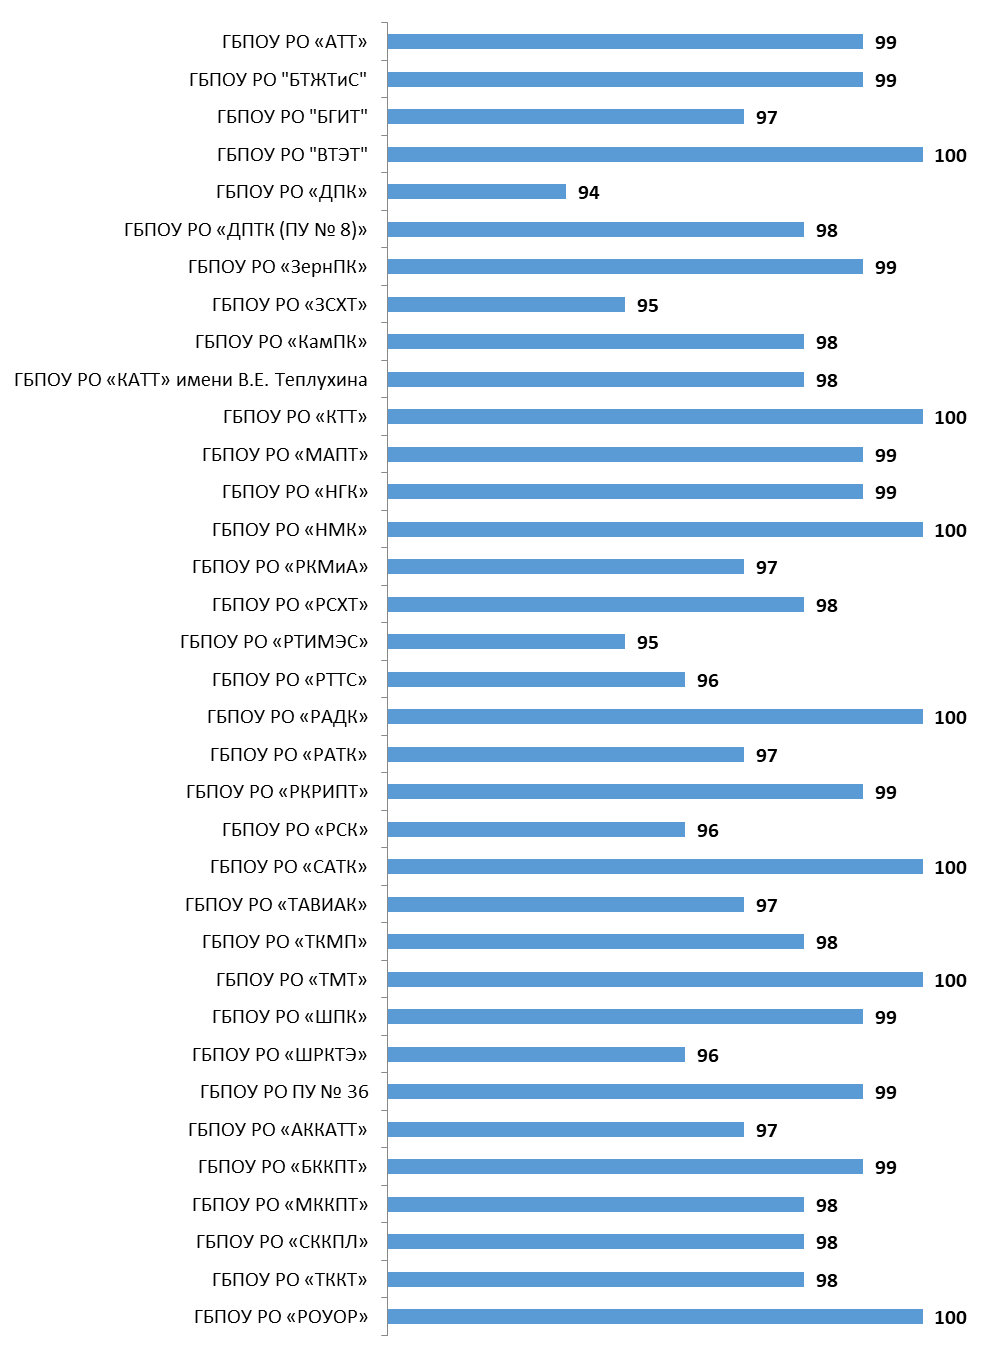 ГБПОУ РО «АТТ» 99
ГБПОУ РО "БТЖТиС" 99
ГБПОУ РО "БГИТ" 97
ГБПОУ РО "ВТЭТ" 100
ГБПОУ РО «ДПК» 94
ГБПОУ РО «ДПТК (ПУ № 8)» 98
ГБПОУ РО «ЗернПК» 99
ГБПОУ РО «ЗСХТ» 95
ГБПОУ РО «КамПК» 98
ГБПОУ РО «КАТТ» имени В.Е. Теплухина 98
ГБПОУ РО «КТТ» 100
ГБПОУ РО «МАПТ» 99
ГБПОУ РО «НГК» 99
ГБПОУ РО «НМК» 100
ГБПОУ РО «РКМиА» 97
ГБПОУ РО «РСХТ» 98
ГБПОУ РО «РТИМЭС» 95
ГБПОУ РО «РТТС» 96
ГБПОУ РО «РАДК» 100
ГБПОУ РО «РАТК» 97
ГБПОУ РО «РКРИПТ» 99
ГБПОУ РО «РСК» 96
ГБПОУ РО «САТК» 100
ГБПОУ РО «ТАВИАК» 97
ГБПОУ РО «ТКМП» 98
ГБПОУ РО «ТМТ» 100
ГБПОУ РО «ШПК» 99
ГБПОУ РО «ШРКТЭ» 96
ГБПОУ РО ПУ № 36 99
ГБПОУ РО «АККАТТ» 97
ГБПОУ РО «БККПТ» 99
ГБПОУ РО «МККПТ» 98
ГБПОУ РО «СККПЛ» 98
ГБПОУ РО «ТККТ» 98
ГБПОУ РО «РОУОР» 100